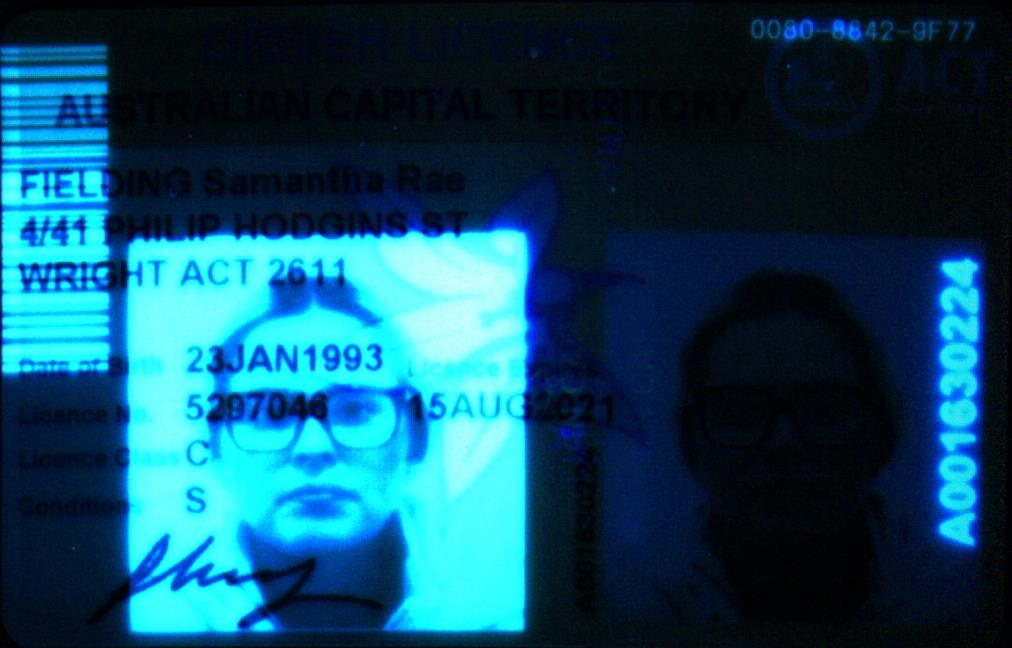 0080-8842-9F77
DRIVER LICENCE
ACT
AUSTRALIAN CAPITAL TERRITORY
FIELDING Samantha Rae
4/41 PHILIP HODGINS ST
WRIGHT ACT 2611
Date of Birth 23JAN1993 Licence Expires
Licence No. 5297046 15AUG2021
Licence Class C
Conditions S
A001630224
A001630224